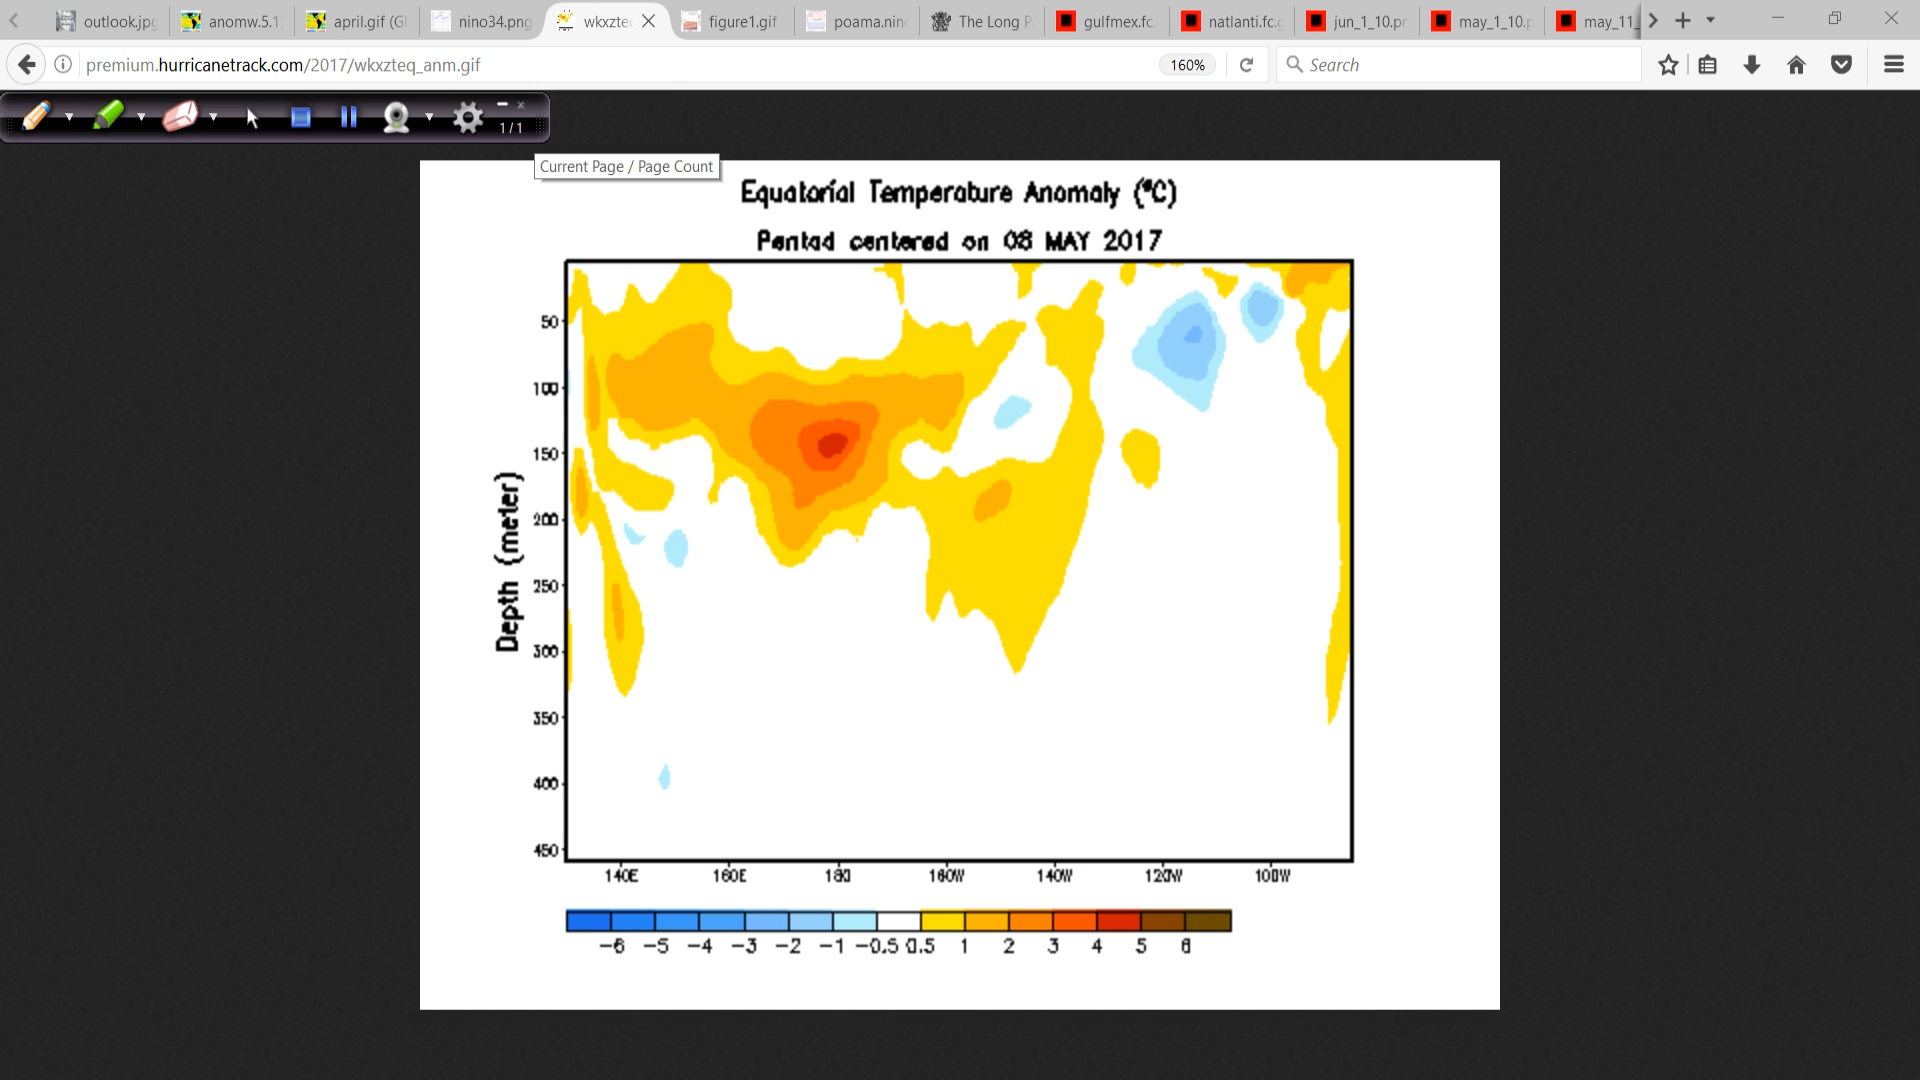 outlook.jpg
anomw.5.1
april.gif (GI
nino34.png
wkxzteq
figure1.gif
poama.nin
The Long P
gulfmex.fc.
natlanti.fc.g
jun_1_10.pr
may_1_10.p
may_11_
premium.hurricanetrack.com/2017/wkxzteq_anm.gif
160%
Search
1/1
Current Page / Page Count
Equatorial Temperature Anomaly (°C)
Pentad centered on 08 MAY 2017
Depth (meter)
50
100
150
200
250
300
350
400
450
140E 160E 180 160W 140W 120W 100W
-6 -5 -4 -3 -2 -1 -0.5 0.5 1 2 3 4 5 6